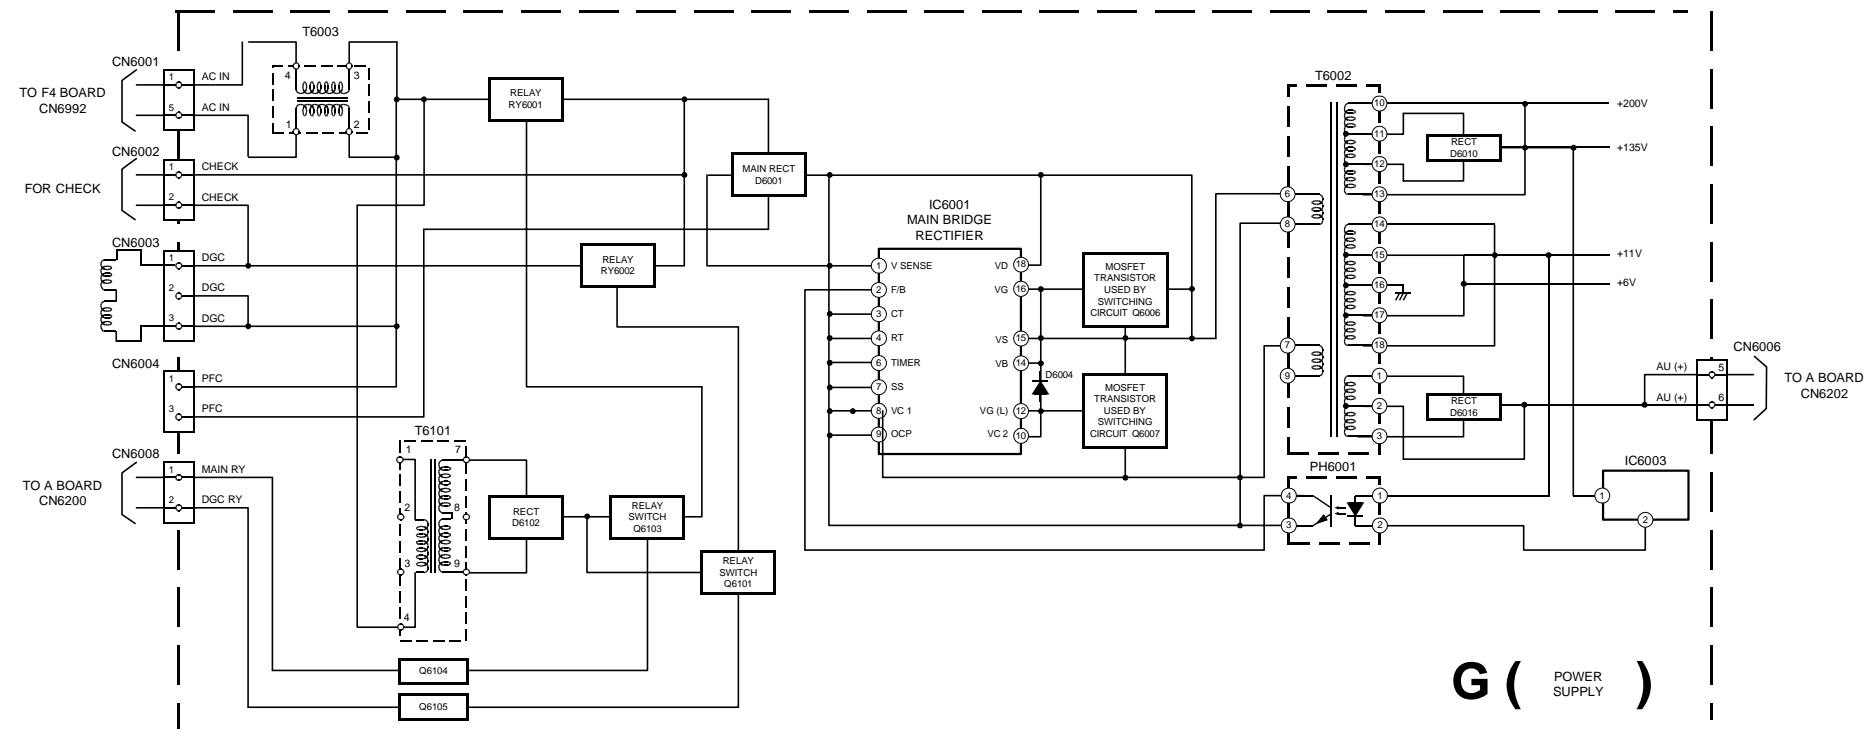 T6003
4
3
1
2
CN6001
TO F4 BOARD
CN6992
1
AC IN
5
AC IN
CN6002
FOR CHECK
1
CHECK
2
CHECK
CN6003
1
DGC
2
DGC
3
DGC
CN6004
1
PFC
3
PFC
CN6008
TO A BOARD
CN6200
1
MAIN RY
2
DGC RY
T6101
1
7
2
8
3
9
4
RELAY
RY6001
MAIN RECT
D6001
RELAY
RY6002
RECT
D6102
RELAY
SWITCH
Q6103
RELAY
SWITCH
Q6101
Q6104
Q6105
IC6001
MAIN BRIDGE
RECTIFIER
1
V SENSE
2
F/B
3
CT
4
RT
6
TIMER
7
SS
8
VC 1
9
OCP
VD
18
VG
16
VS
15
VB
14
VG (L)
12
VC 2
10
D6004
MOSFET
TRANSISTOR
USED BY
SWITCHING
CIRCUIT Q6006
MOSFET
TRANSISTOR
USED BY
SWITCHING
CIRCUIT Q6007
T6002
6
8
7
9
10
11
12
13
14
15
16
17
18
1
2
3
RECT
D6010
RECT
D6016
+200V
+135V
+11V
+6V
PH6001
4
3
1
2
IC6003
1
2
CN6006
AU (+)
5
AU (+)
6
TO A BOARD
CN6202
G ( POWER
SUPPLY )